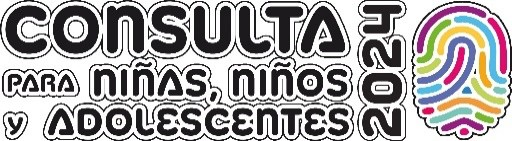 CONSULTA
PARA NIÑAS, NIÑOS
y ADOLESCENTES
2024